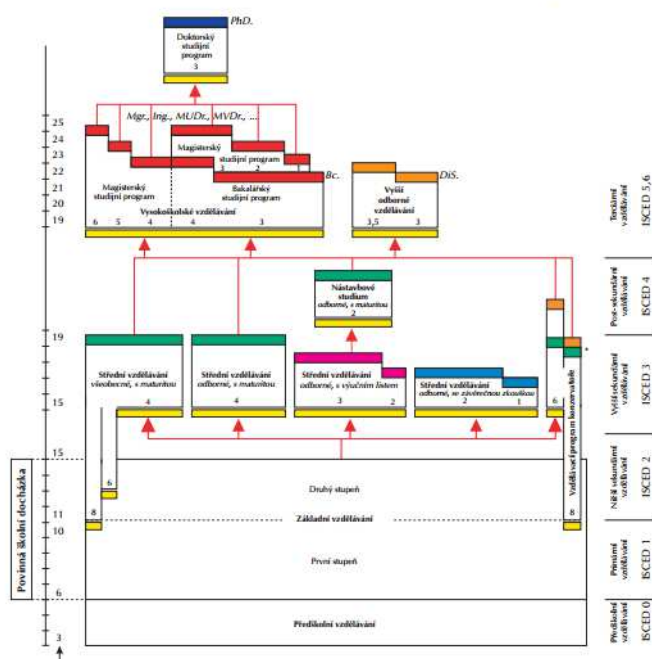 PhD.
Doktorský
studijní
program
3
Mgr., Ing., MUDr., MVDr., ...
25
24
23
22
21
20
19
Magisterský
studijní program
3
2
1
Bc.
Magisterský
studijní program
Bakalářský
studijní program
Vysokoškolské vzdělávání
6
5
4
4
3
DiS.
Vyšší
odborné
vzdělávání
3,5
3
Terciární
vzdělávání
ISCED 5,6
Nástavbové
studium
odborné, s maturitou
2
Post-sekundární
vzdělávání
ISCED 4
19
18
17
16
15
Střední vzdělávání
všeobecné, s maturitou
4
Střední vzdělávání
odborné, s maturitou
4
Střední vzdělávání
odborné, s výučním listem
3
2
Střední vzdělávání
odborné, se závěrečnou zkouškou
2
1
6
*
Vzdělávací program konzervatoře
8
Vyšší sekundární
vzdělávání
ISCED 3
15
11
10
6
3
Povinná školní docházka
6
8
Druhý stupeň
Základní vzdělávání
První stupeň
Předškolní vzdělávání
Nižší sekundární
vzdělávání
ISCED 2
Primární
vzdělávání
ISCED 1
Předškolní
vzdělávání
ISCED 0